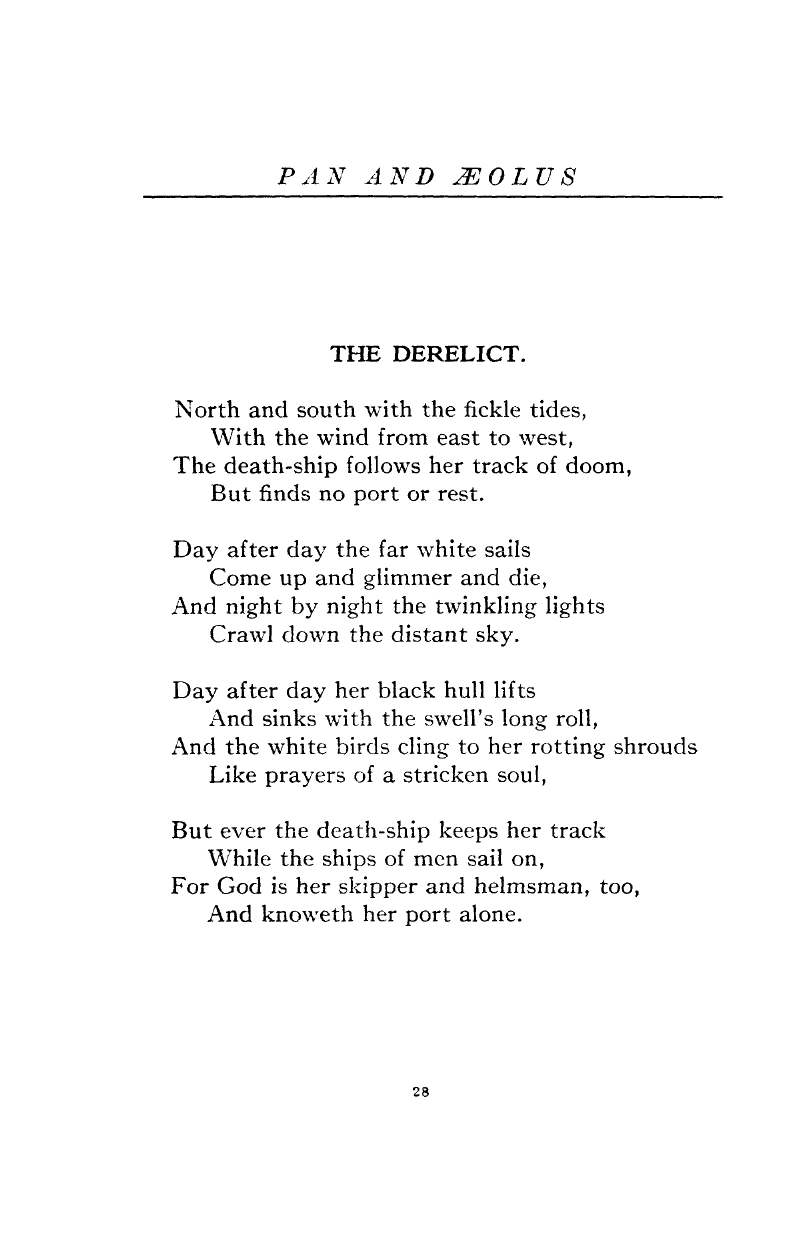 PAN AND ÆOLUS
THE DERELICT.
North and south with the fickle tides,
With the wind from east to west,
The death-ship follows her track of doom,
But finds no port or rest.
Day after day the far white sails
Come up and glimmer and die,
And night by night the twinkling lights
Crawl down the distant sky.
Day after day her black hull lifts
And sinks with the swell's long roll,
And the white birds cling to her rotting shrouds
Like prayers of a stricken soul,
But ever the death-ship keeps her track
While the ships of men sail on,
For God is her skipper and helmsman, too,
And knoweth her port alone.
28